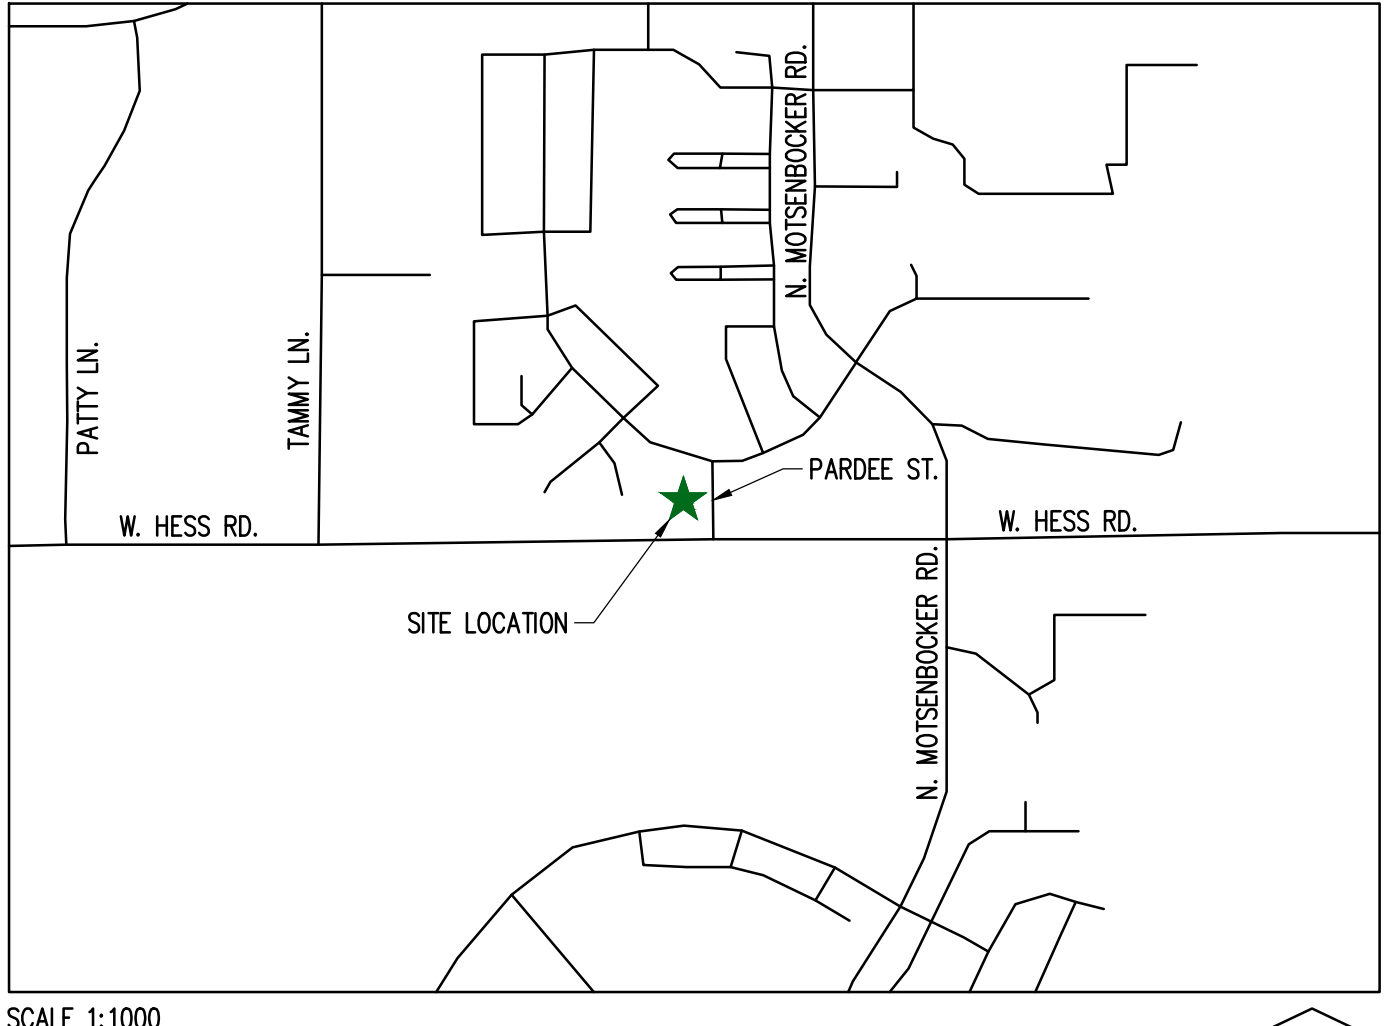 N. MOTSENBOCKER RD.
PATTY LN.
TAMMY LN.
PARDEE ST.
W. HESS RD.
W. HESS RD.
SITE LOCATION
N. MOTSENBOCKER RD.
SCALE 1:1000